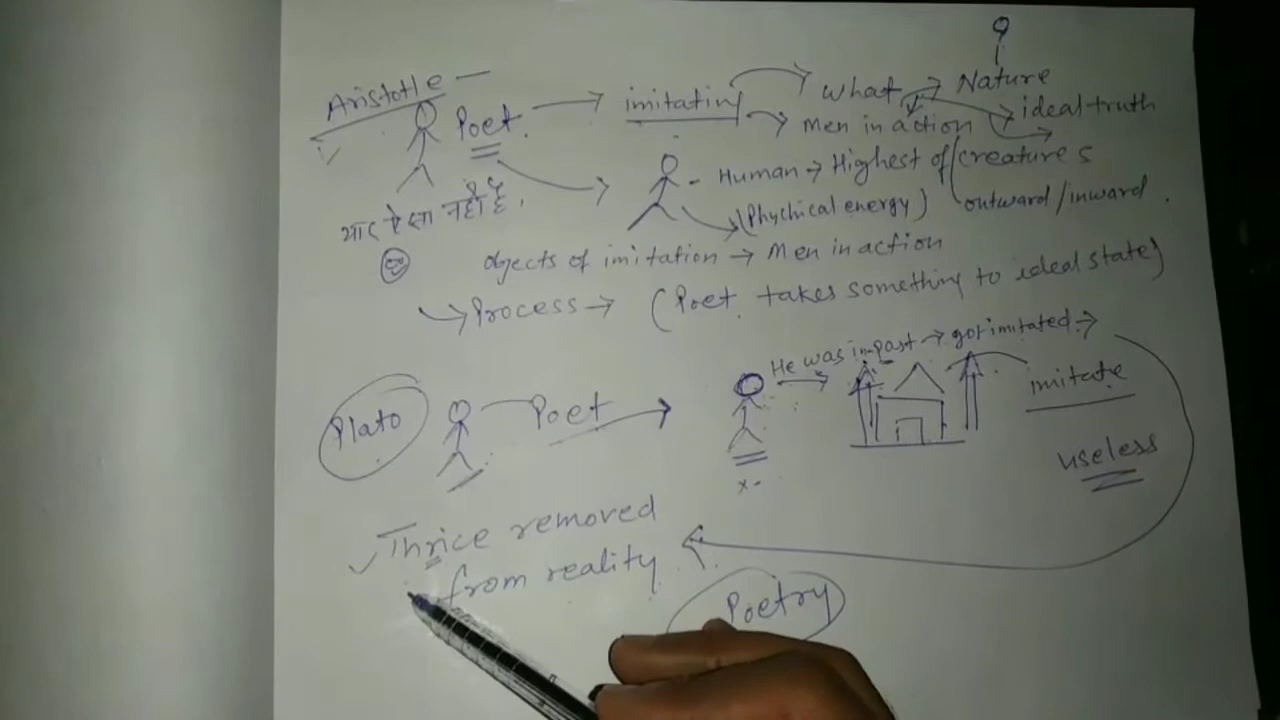 Aristotle —
Poet → imitating → What → Nature
ideal truth
Men in action
- Human → Highest of creatures
(Phychical energy) outward/inward.
नहीं है,
objects of imitation → Men in action
→ Process → (Poet takes something to ideal state)
He was in past → got imitated →
Plato Poet → imitate
useless
x-
Thrice removed
from reality
Poetry